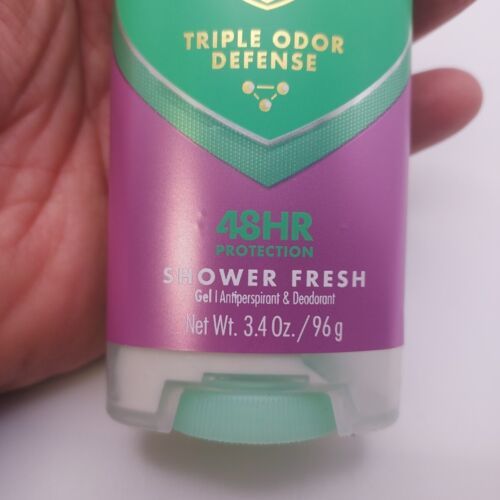 TRIPLE ODOR
DEFENSE
48HR
PROTECTION
SHOWER FRESH
Gel | Antiperspirant & Deodorant
Net Wt. 3.4 Oz./96 g